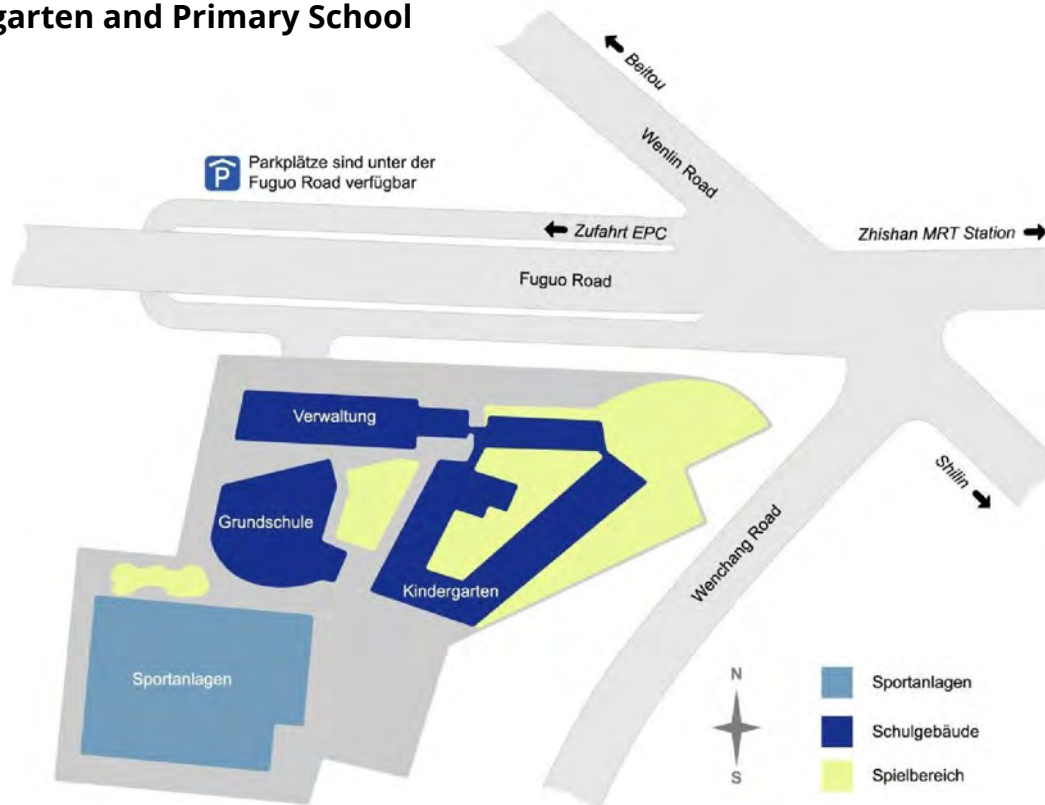 garten and Primary School
Beitou
Wenlin Road
P
Parkplätze sind unter der
Fuguo Road verfügbar
Zufahrt EPC
Zhishan MRT Station
Fuguo Road
Verwaltung
Grundschule
Kindergarten
Shilin
Wenchang Road
Sportanlagen
N
S
Sportanlagen
Schulgebäude
Spielbereich